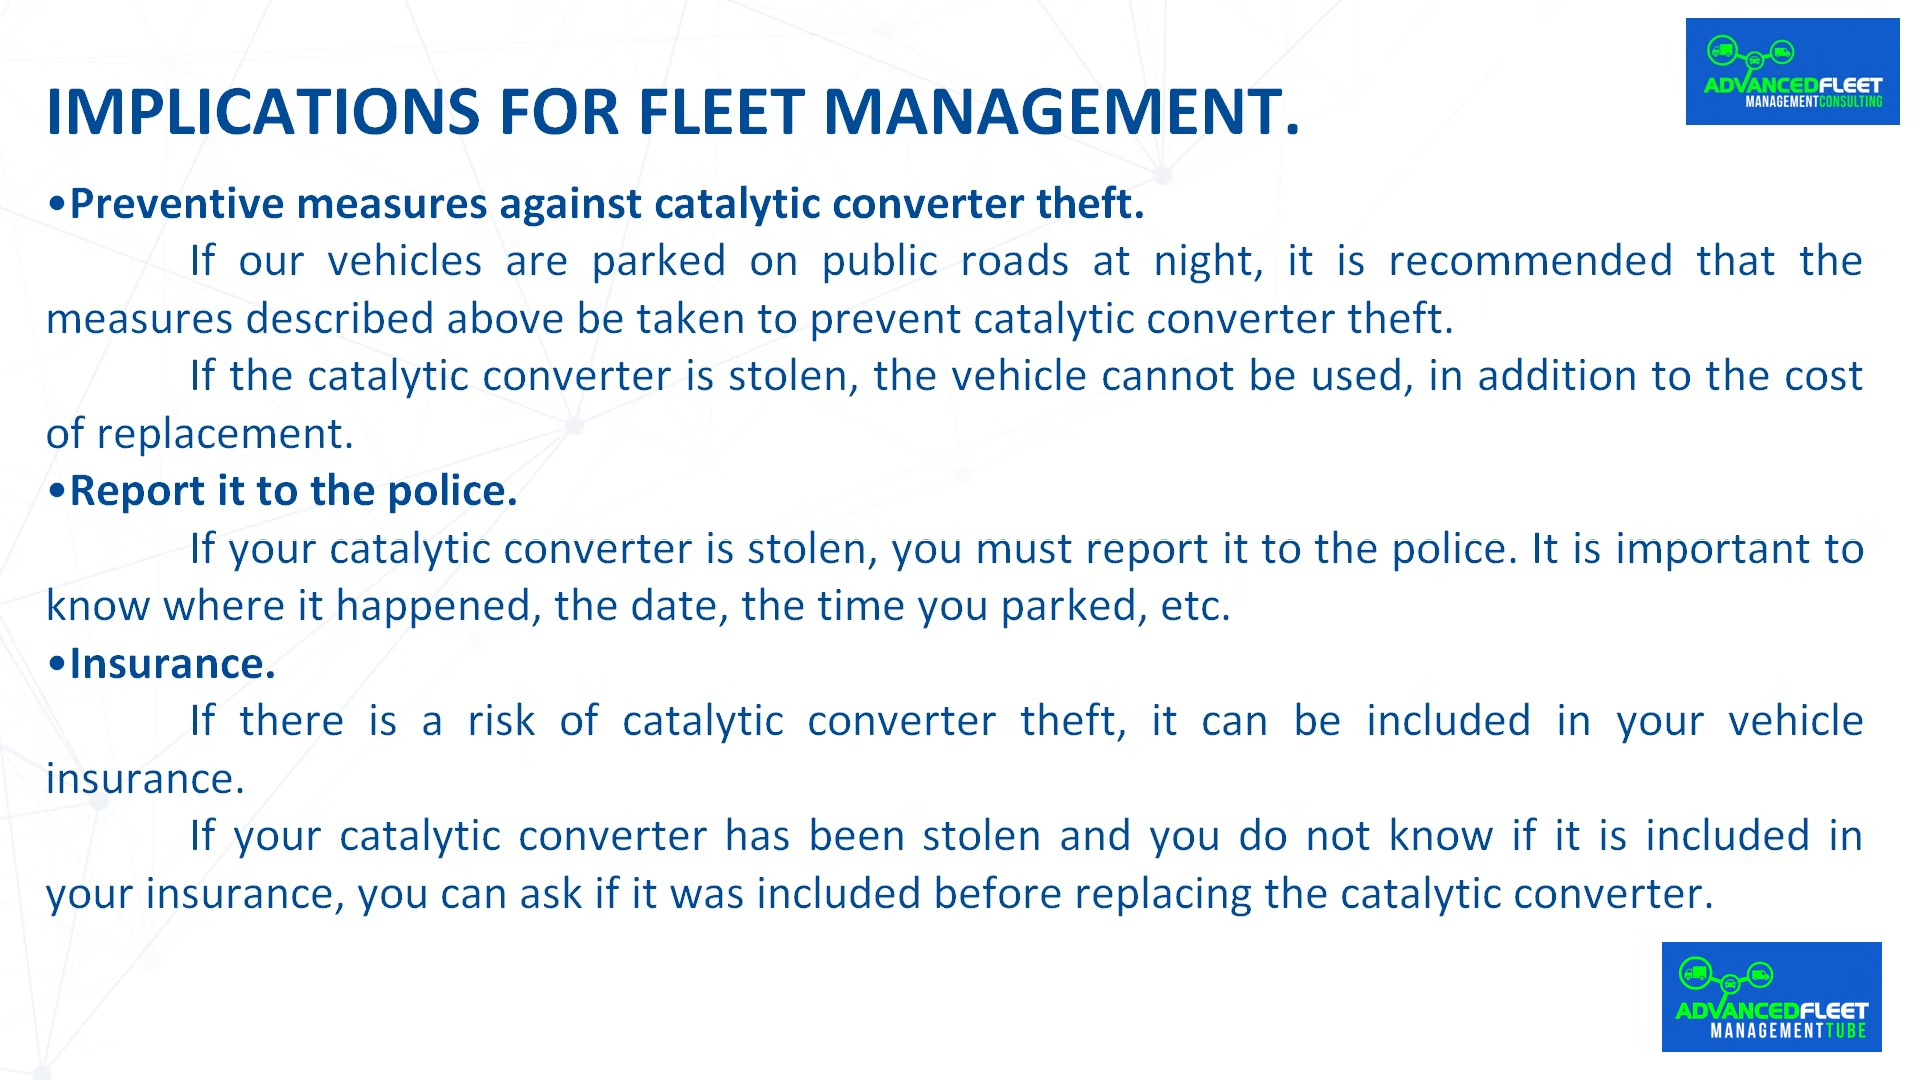 ADVANCEDFLEET
MANAGEMENTCONSULTING
IMPLICATIONS FOR FLEET MANAGEMENT.
•Preventive measures against catalytic converter theft.
If our vehicles are parked on public roads at night, it is recommended that the
measures described above be taken to prevent catalytic converter theft.
If the catalytic converter is stolen, the vehicle cannot be used, in addition to the cost
of replacement.
•Report it to the police.
If your catalytic converter is stolen, you must report it to the police. It is important to
know where it happened, the date, the time you parked, etc.
•Insurance.
If there is a risk of catalytic converter theft, it can be included in your vehicle
insurance.
If your catalytic converter has been stolen and you do not know if it is included in
your insurance, you can ask if it was included before replacing the catalytic converter.
ADVANCEDFLEET
MANAGEMENTTUBE